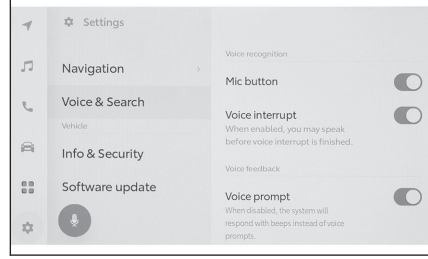 Settings
Navigation
Voice & Search
Vehicle
Info & Security
Software update
Voice recognition
Mic button
Voice interrupt
When enabled, you may speak
before voice interrupt is finished.
Voice feedback
Voice prompt
When disabled, the system will
respond with beeps instead of voice
prompts.